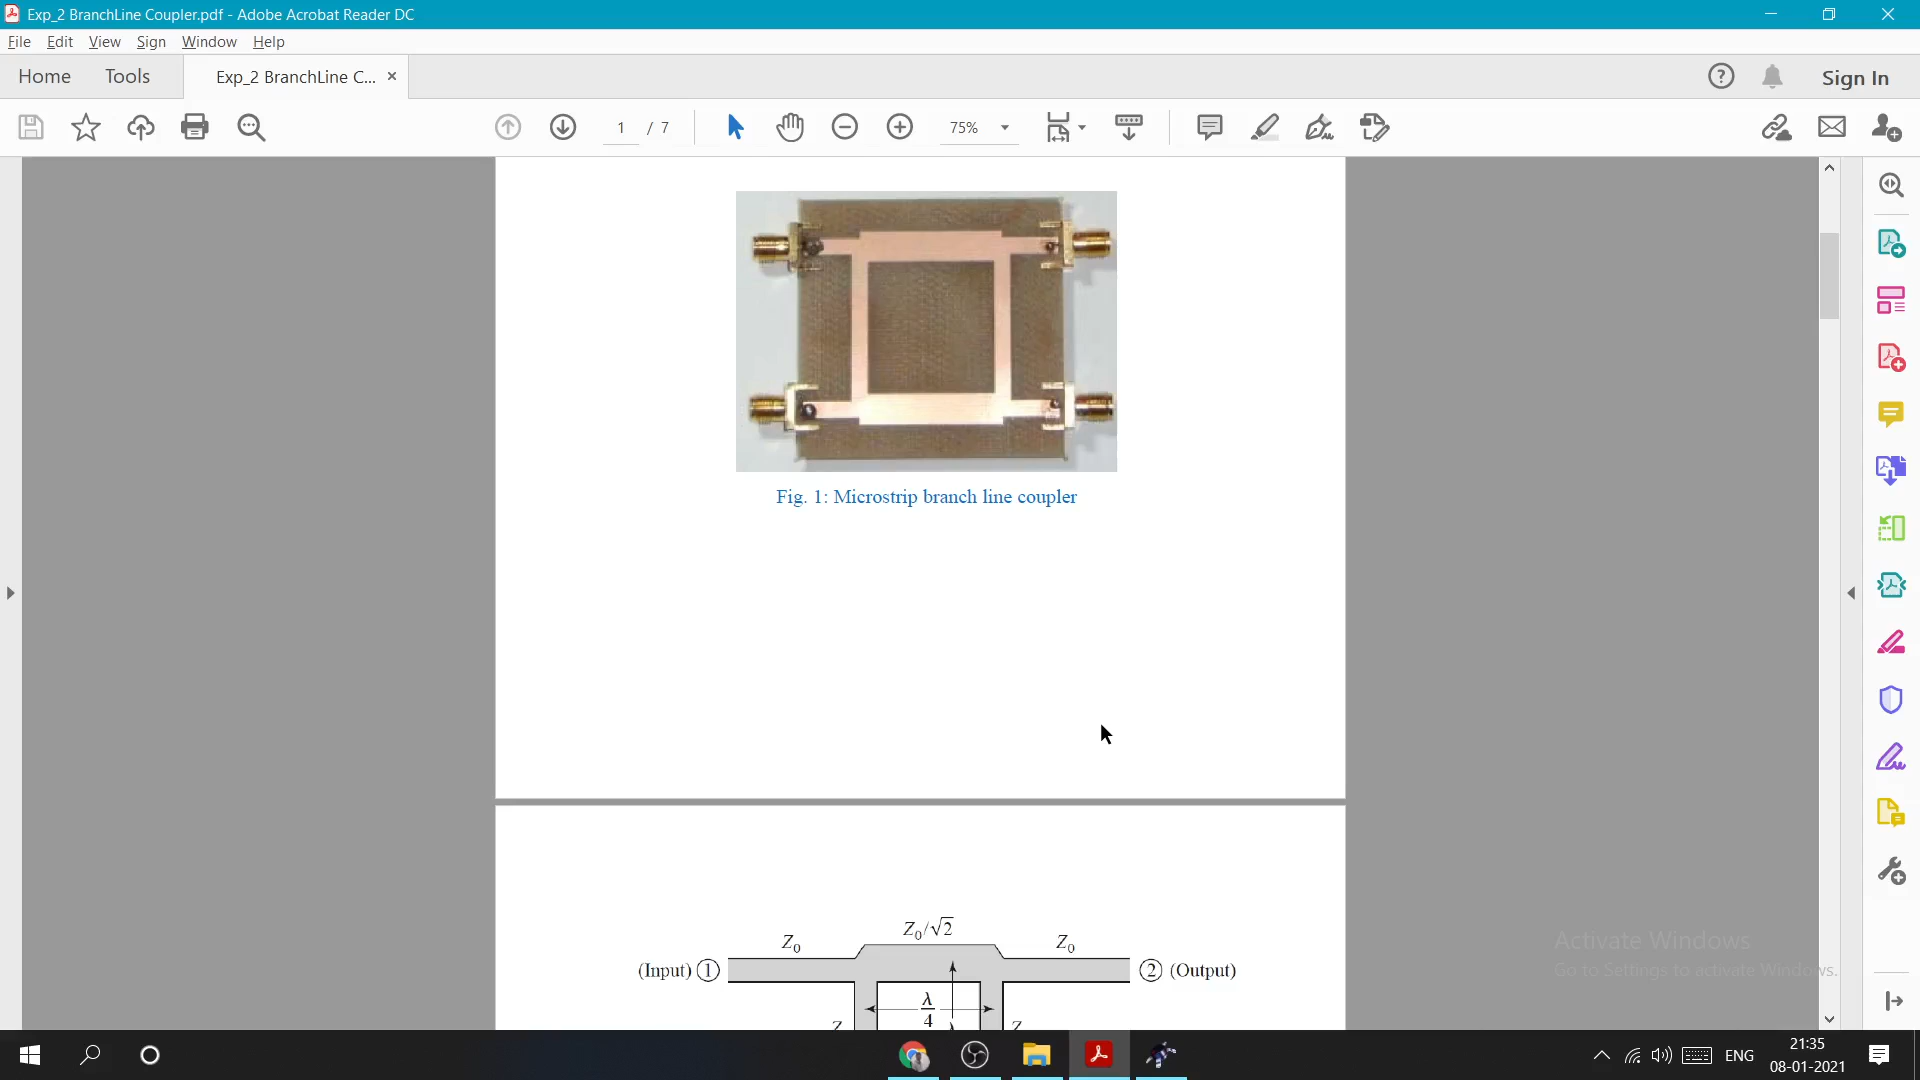 Exp_2 BranchLine Coupler.pdf - Adobe Acrobat Reader DC
File Edit View Sign Window Help
Home Tools Exp_2 BranchLine C... × Sign In
1 / 7 75%
Fig. 1: Microstrip branch line coupler
Z0/√2
Z0 Z0
(Input) 1 2 (Output)
λ
4
Activate Windows
Go to Settings to activate Windows.
ENG
21:35
08-01-2021